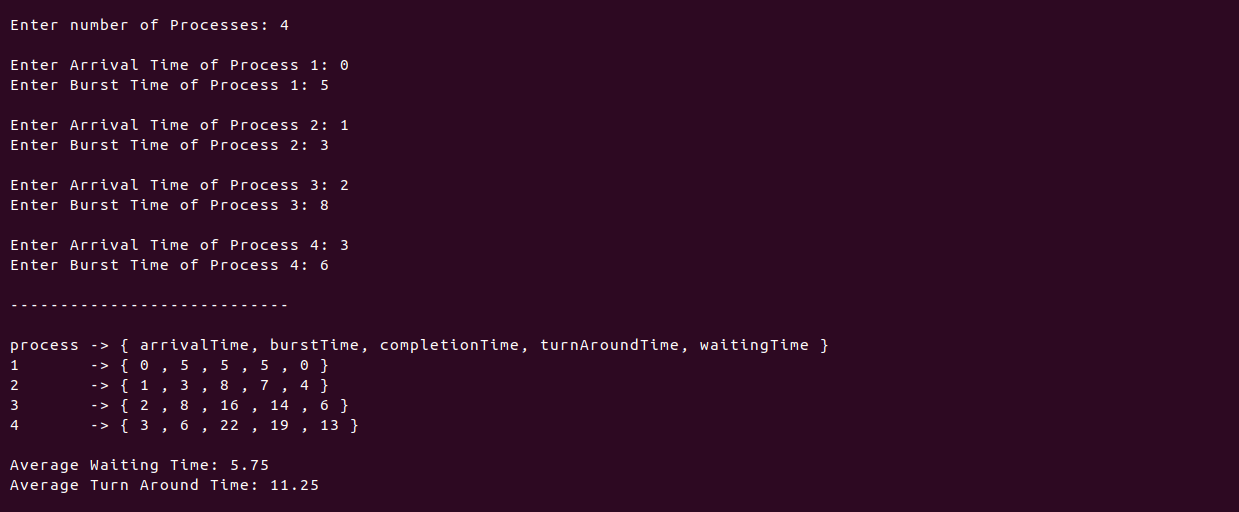 Enter number of Processes: 4
Enter Arrival Time of Process 1: 0
Enter Burst Time of Process 1: 5
Enter Arrival Time of Process 2: 1
Enter Burst Time of Process 2: 3
Enter Arrival Time of Process 3: 2
Enter Burst Time of Process 3: 8
Enter Arrival Time of Process 4: 3
Enter Burst Time of Process 4: 6
----------------------------
process -> { arrivalTime, burstTime, completionTime, turnAroundTime, waitingTime }
1       -> { 0 , 5 , 5 , 5 , 0 }
2       -> { 1 , 3 , 8 , 7 , 4 }
3       -> { 2 , 8 , 16 , 14 , 6 }
4       -> { 3 , 6 , 22 , 19 , 13 }
Average Waiting Time: 5.75
Average Turn Around Time: 11.25